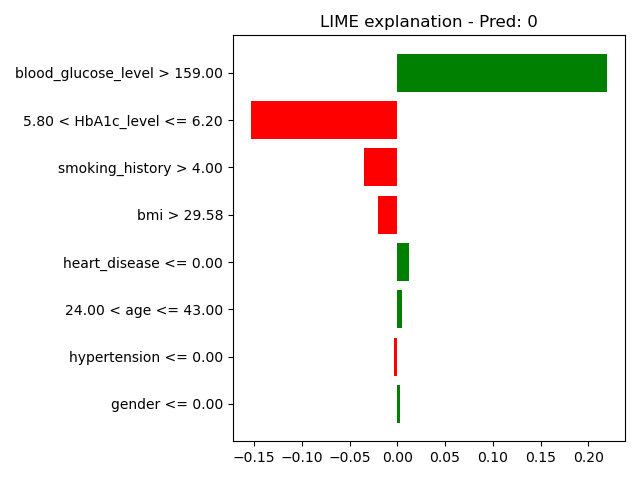 LIME explanation - Pred: 0
blood_glucose_level > 159.00
5.80 < HbA1c_level <= 6.20
smoking_history > 4.00
bmi > 29.58
heart_disease <= 0.00
24.00 < age <= 43.00
hypertension <= 0.00
gender <= 0.00
−0.15 −0.10 −0.05 0.00 0.05 0.10 0.15 0.20